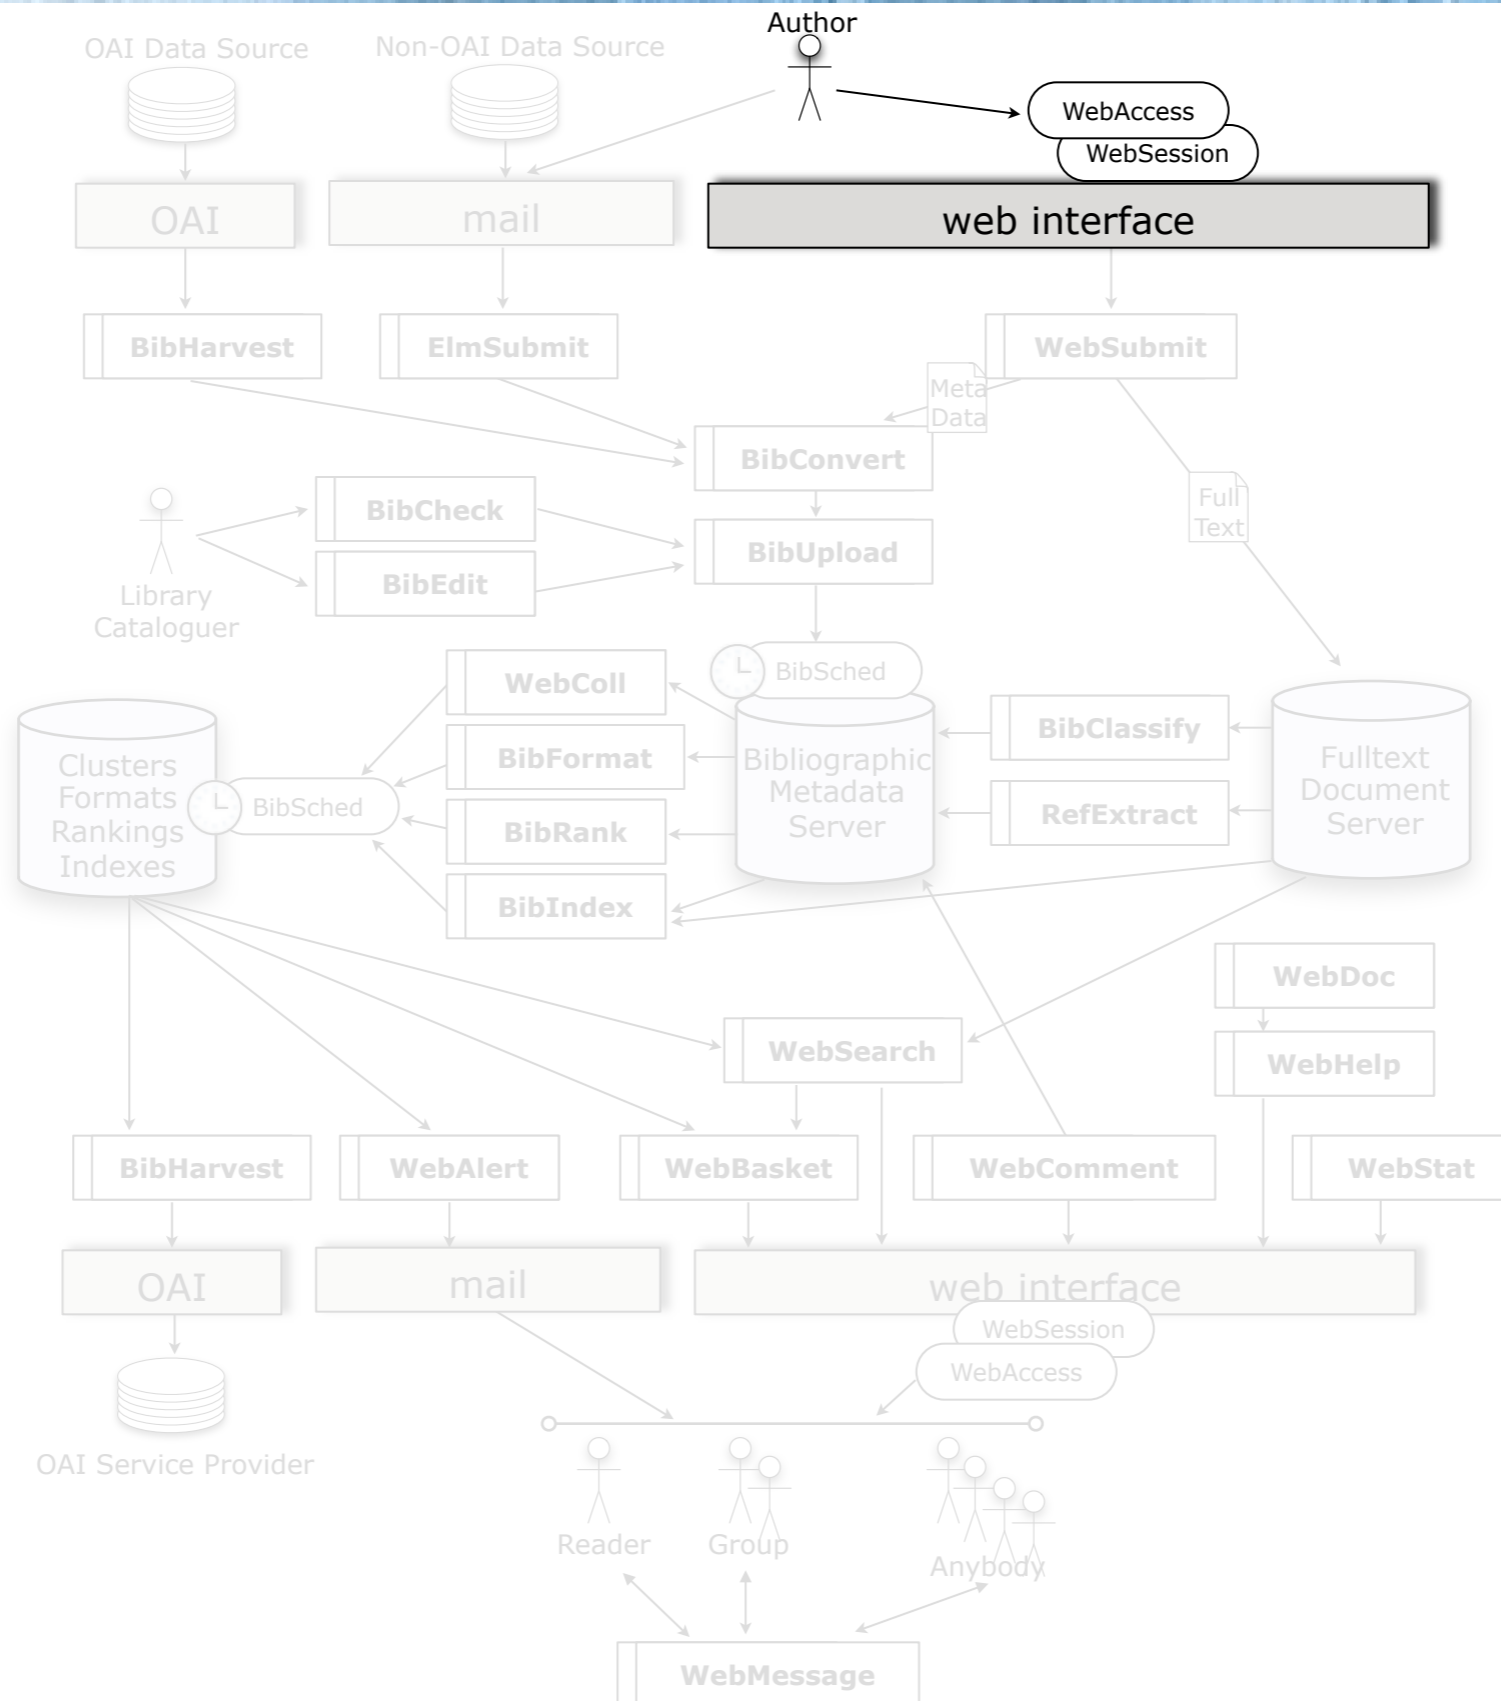 Author
OAI Data Source
Non-OAI Data Source
WebAccess
WebSession
OAI
mail
web interface
BibHarvest
ElmSubmit
WebSubmit
Meta
Data
BibConvert
Full
Text
BibCheck
BibUpload
BibEdit
Library
Cataloguer
BibSched
WebColl
BibClassify
Clusters
Formats
Rankings
Indexes
BibSched
BibFormat
Bibliographic
Metadata
Server
Fulltext
Document
Server
BibRank
RefExtract
BibIndex
WebDoc
WebSearch
WebHelp
BibHarvest
WebAlert
WebBasket
WebComment
WebStat
OAI
mail
web interface
WebSession
WebAccess
OAI Service Provider
Reader
Group
Anybody
WebMessage